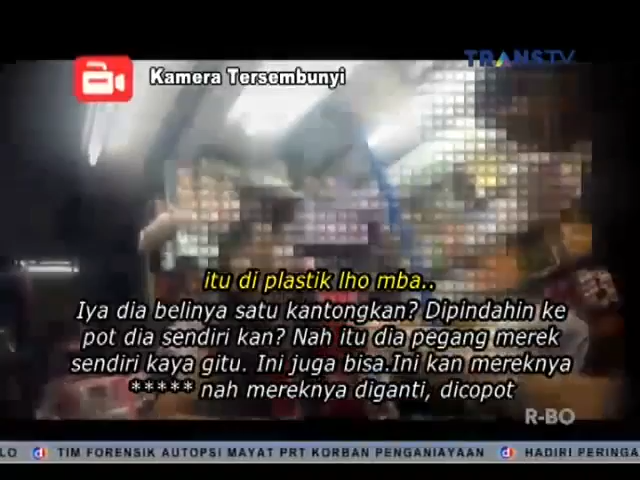 TRANSTV
Kamera Tersembunyi
itu di plastik lho mba..
Iya dia belinya satu kantongkan? Dipindahin ke
pot dia sendiri kan? Nah itu dia pegang merek
sendiri kaya gitu. Ini juga bisa.Ini kan mereknya
***** nah mereknya diganti, dicopot
R-BO
LO d TIM FORENSIK AUTOPSI MAYAT PRT KORBAN PENGANIAYAAN d HADIRI PERINGA